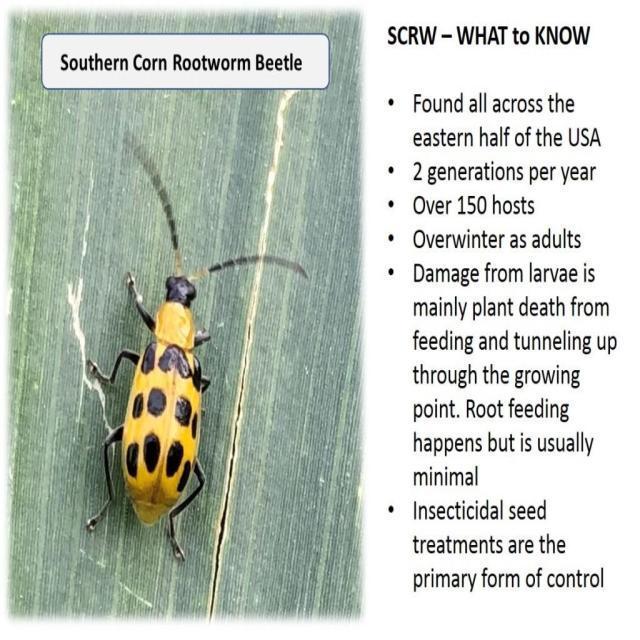 Southern Corn Rootworm Beetle
SCRW – WHAT to KNOW
• Found all across the
eastern half of the USA
• 2 generations per year
• Over 150 hosts
• Overwinter as adults
• Damage from larvae is
mainly plant death from
feeding and tunneling up
through the growing
point. Root feeding
happens but is usually
minimal
• Insecticidal seed
treatments are the
primary form of control